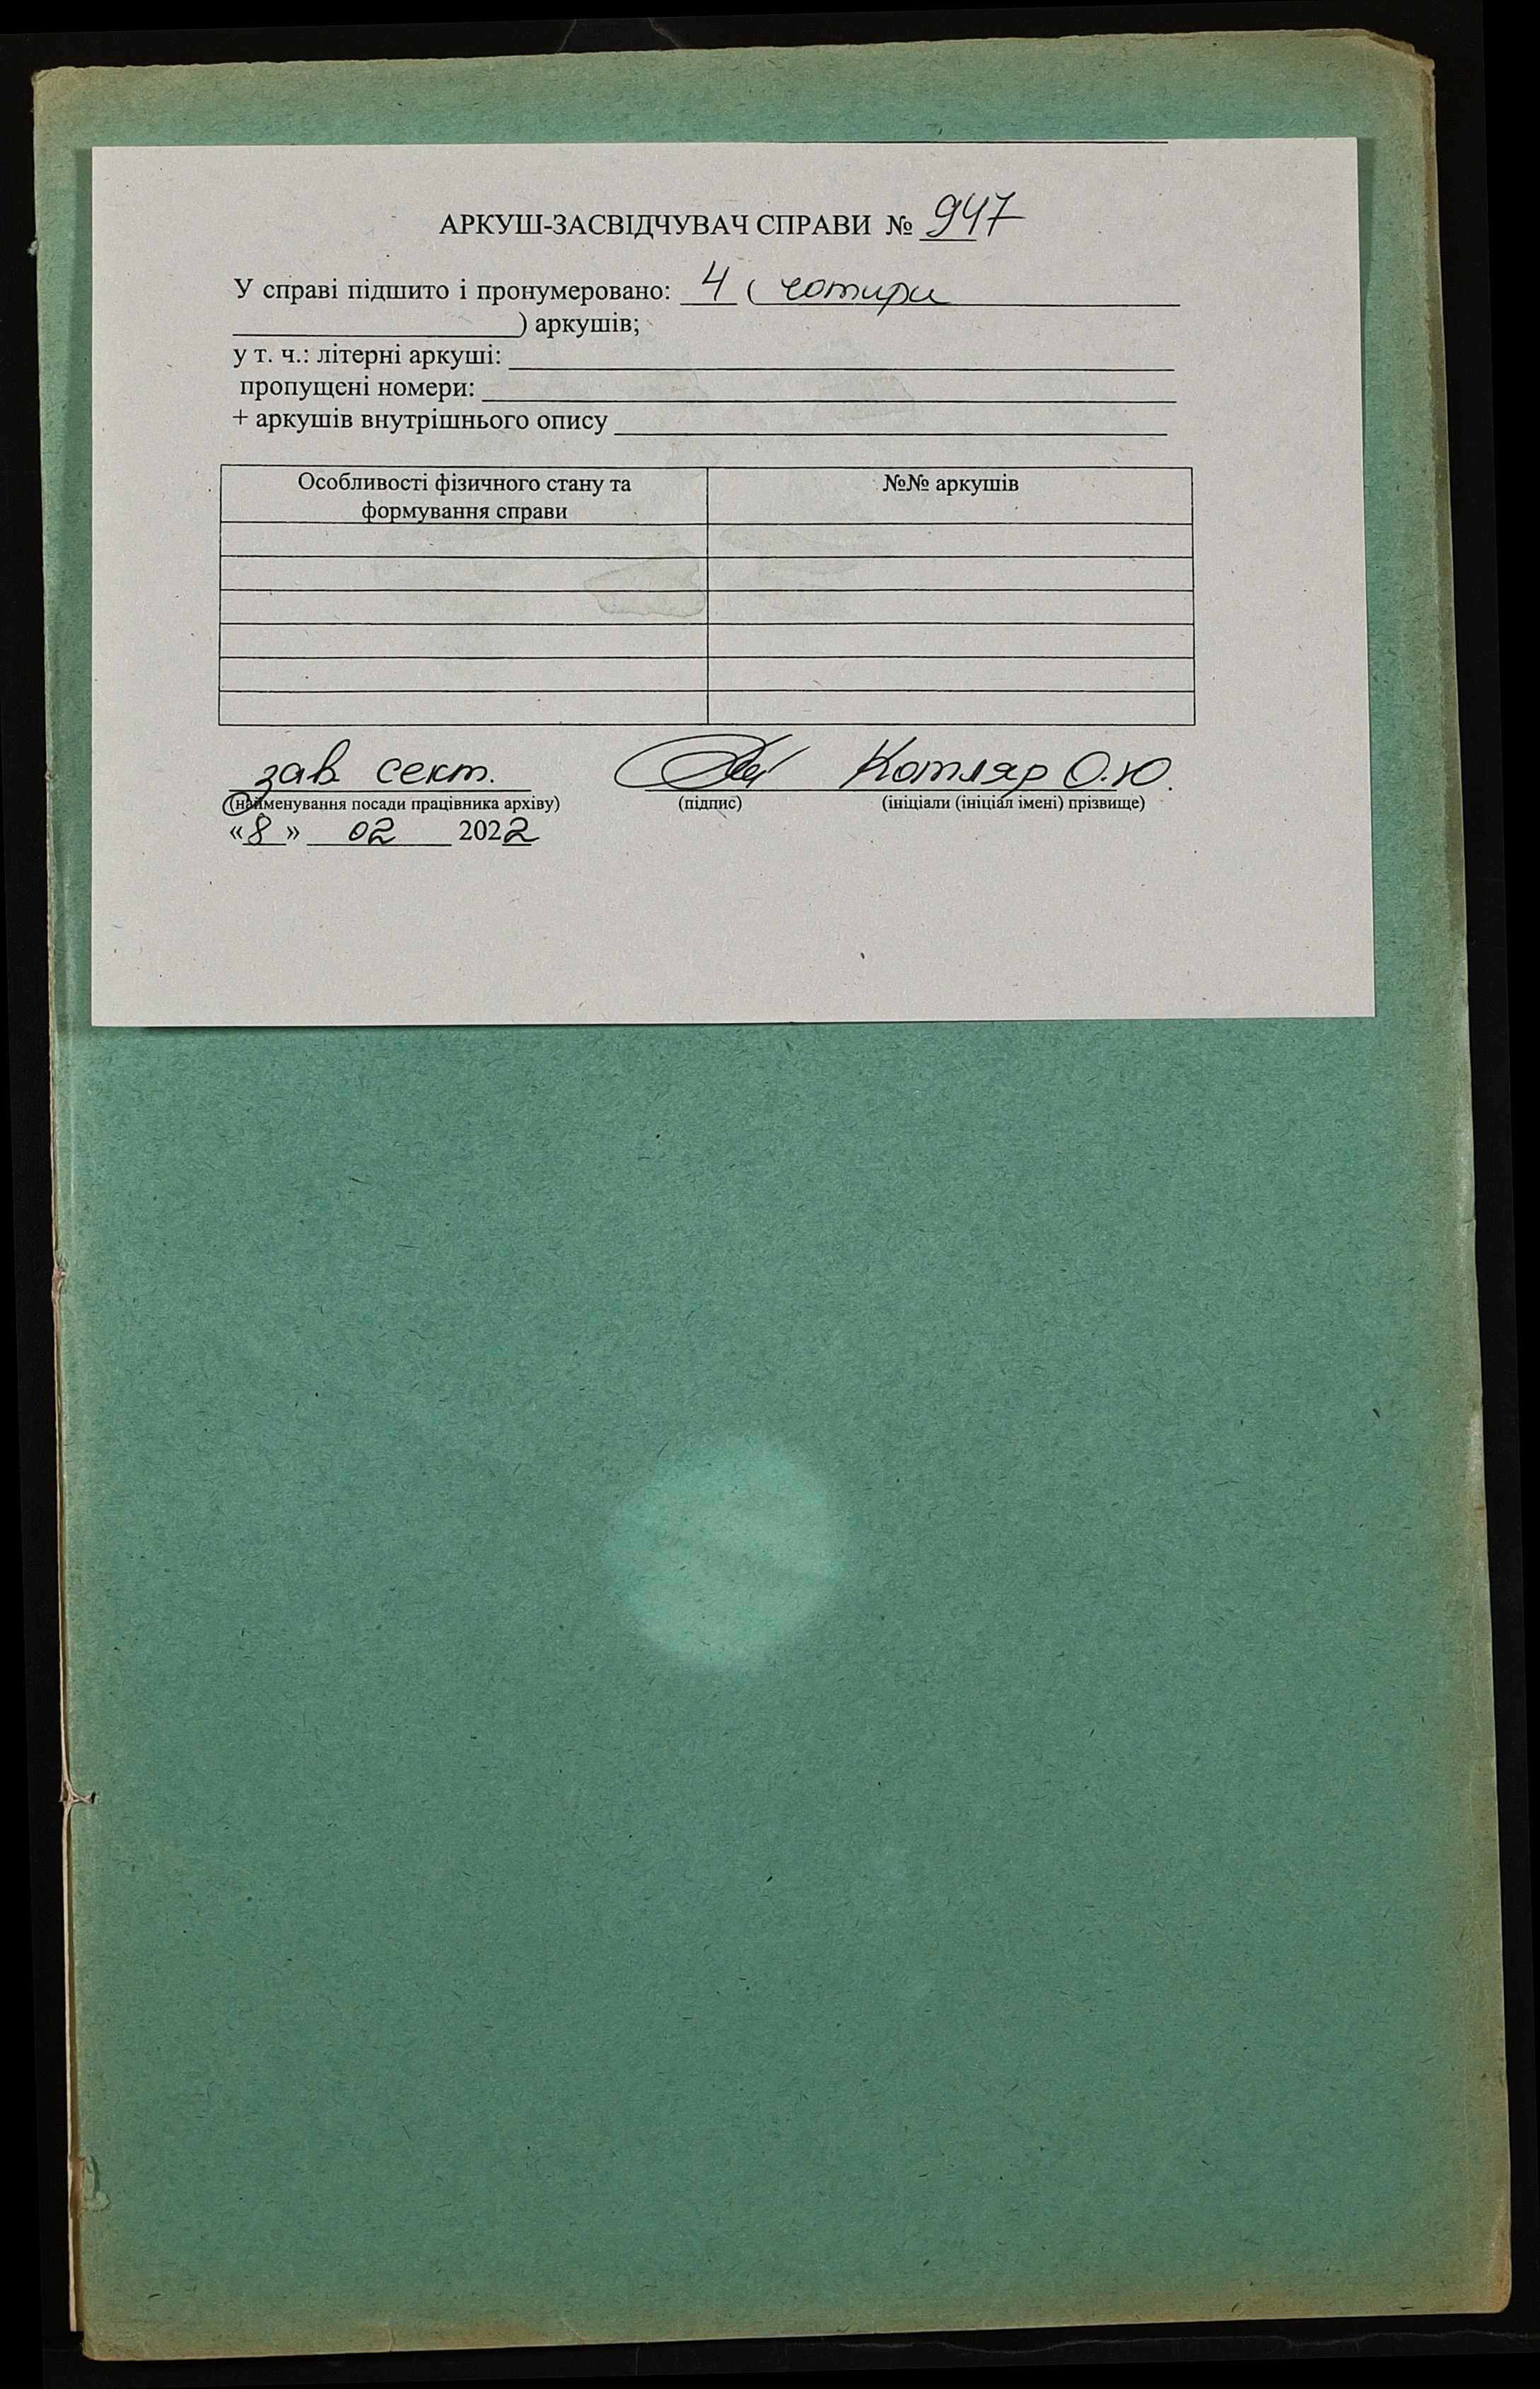 АРКУШ-ЗАСВІДЧУВАЧ СПРАВИ № 947
У справі підшито і пронумеровано: 4 ( чотири
) аркушів;
у т. ч.: літерні аркуші:
пропущені номери:
+ аркушів внутрішнього опису
Особливості фізичного стану та формування справи
№№ аркушів
зав. сект. Котляр О.Ю.
(найменування посади працівника архіву) (підпис) (ініціали (ініціал імені) прізвище)
«8» 02 2022